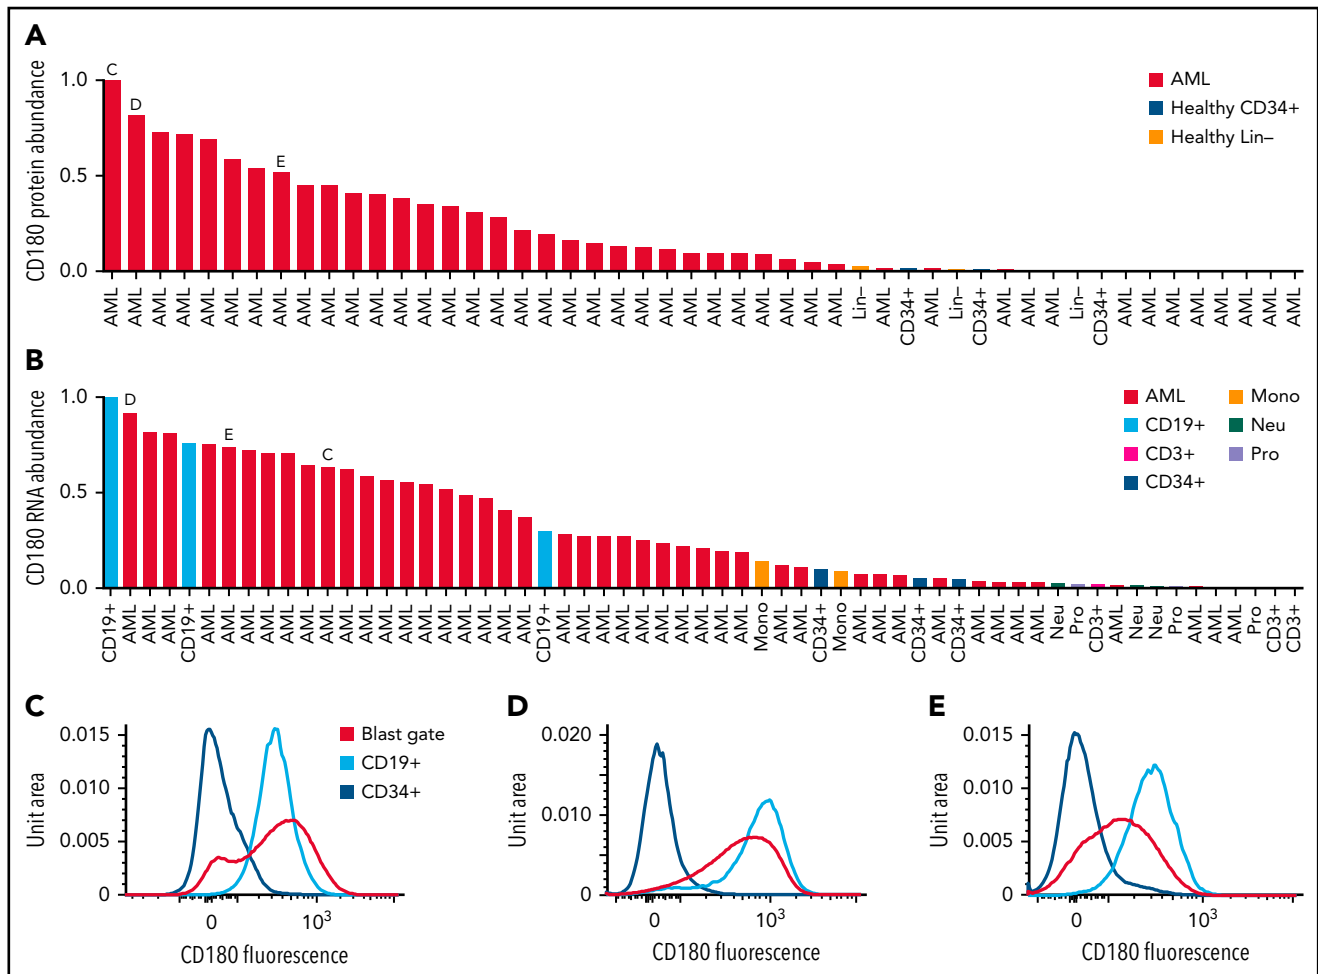 A
CD180 protein abundance
1.0
0.5
0.0
C
D
E
AML
Healthy CD34+
Healthy Lin–
AML AML AML AML AML AML AML AML AML AML AML AML AML AML AML AML AML AML AML AML AML AML AML AML AML AML AML AML AML AML AML Lin– AML CD34+ AML Lin– CD34+ AML AML AML Lin– CD34+ AML AML AML AML AML AML AML AML
B
CD180 RNA abundance
1.0
0.5
0.0
D
E
C
AML
CD19+
CD3+
CD34+
Mono
Neu
Pro
CD19+ AML AML AML CD19+ AML AML AML AML AML AML AML AML AML AML AML AML AML AML AML AML AML CD19+ AML AML AML AML AML AML AML AML AML AML Mono AML AML CD34+ Mono AML AML AML CD34+ AML CD34+ AML AML AML AML Neu Pro CD3+ AML Neu Neu Pro AML AML AML Pro CD3+ CD3+
C
Unit area
0.015
0.010
0.005
0
0
10³
CD180 fluorescence
Blast gate
CD19+
CD34+
D
Unit area
0.020
0.010
0
0
10³
CD180 fluorescence
E
Unit area
0.015
0.010
0.005
0
0
10³
CD180 fluorescence